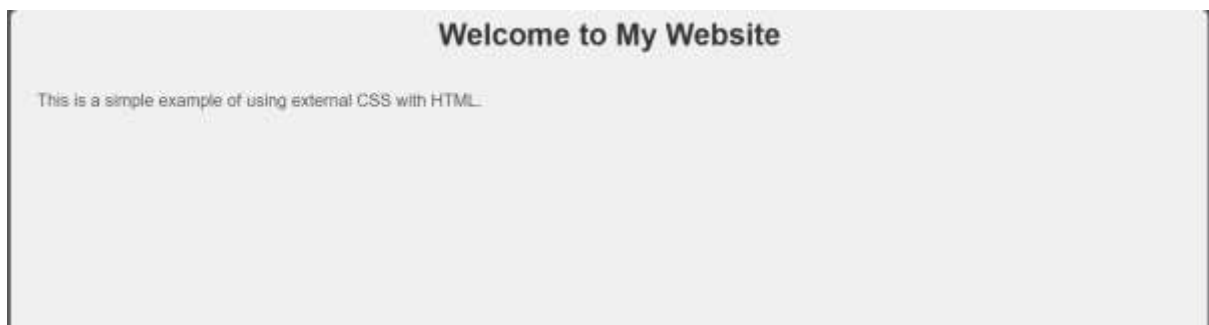 Welcome to My Website
This is a simple example of using external CSS with HTML.